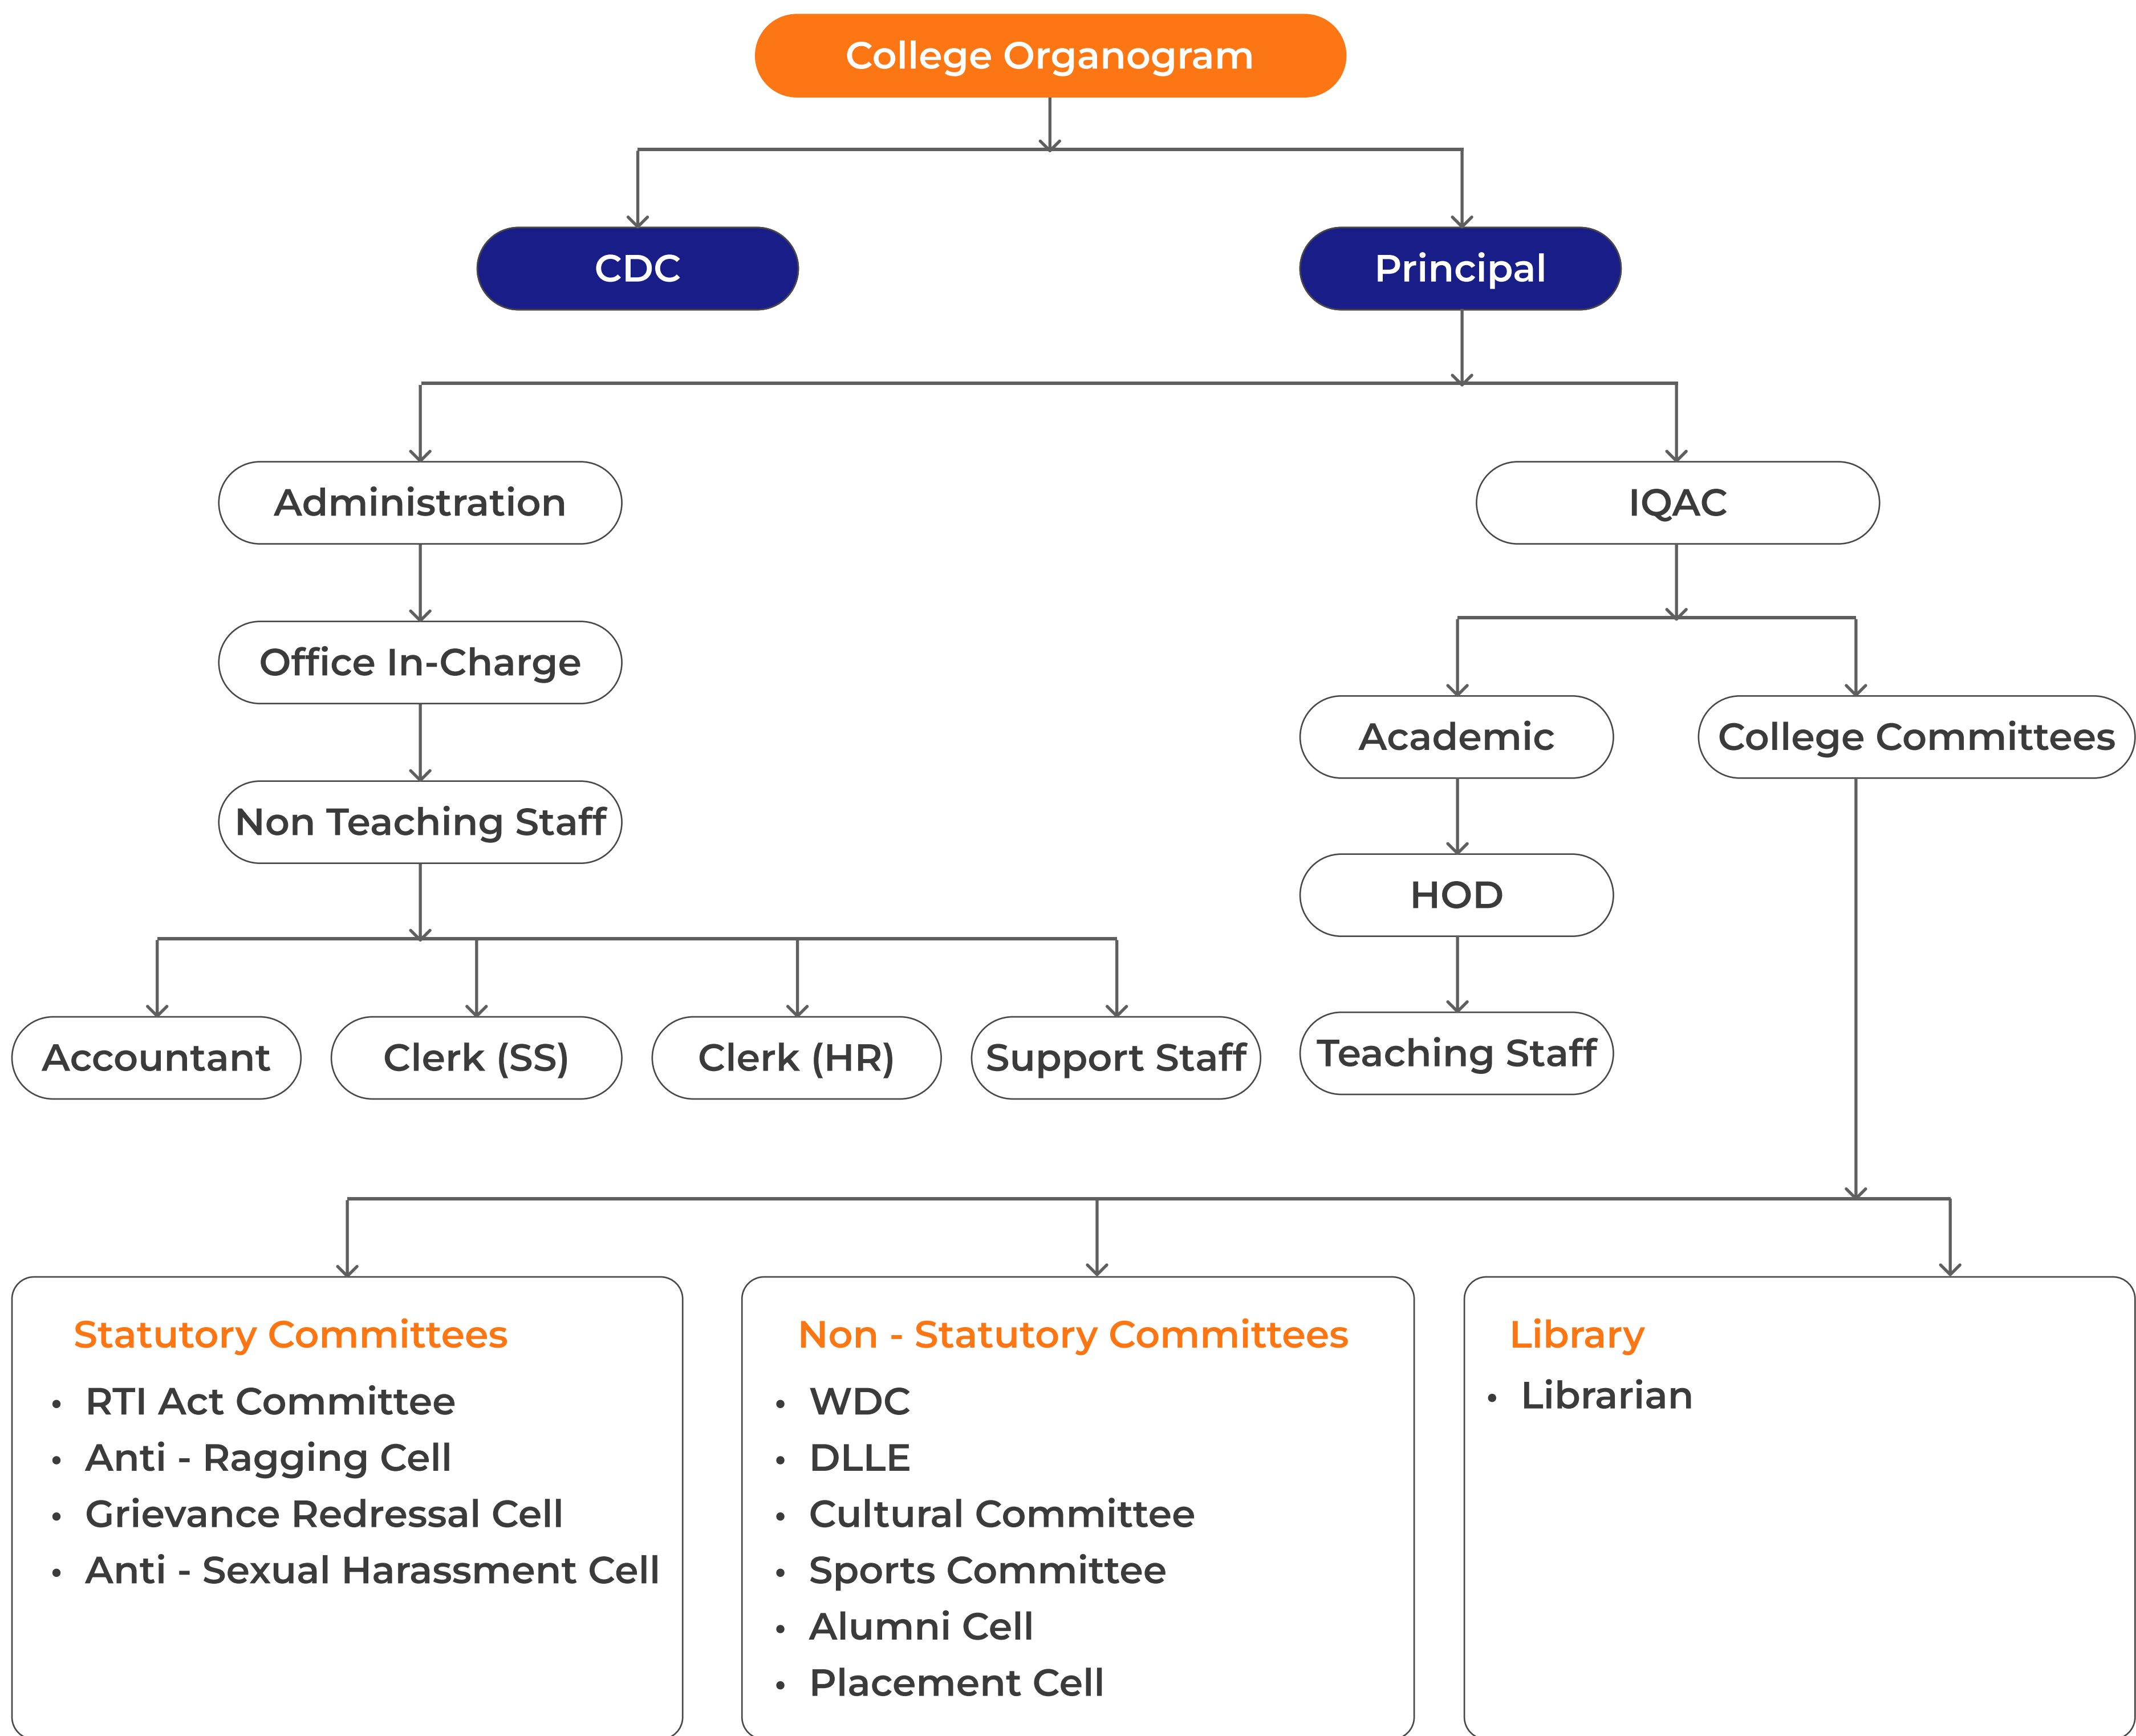 College Organogram
CDC
Principal
Administration
IQAC
Office In-Charge
Academic
College Committees
Non Teaching Staff
HOD
Accountant
Clerk (SS)
Clerk (HR)
Support Staff
Teaching Staff
Statutory Committees
• RTI Act Committee
• Anti - Ragging Cell
• Grievance Redressal Cell
• Anti - Sexual Harassment Cell
Non - Statutory Committees
• WDC
• DLLE
• Cultural Committee
• Sports Committee
• Alumni Cell
• Placement Cell
Library
• Librarian